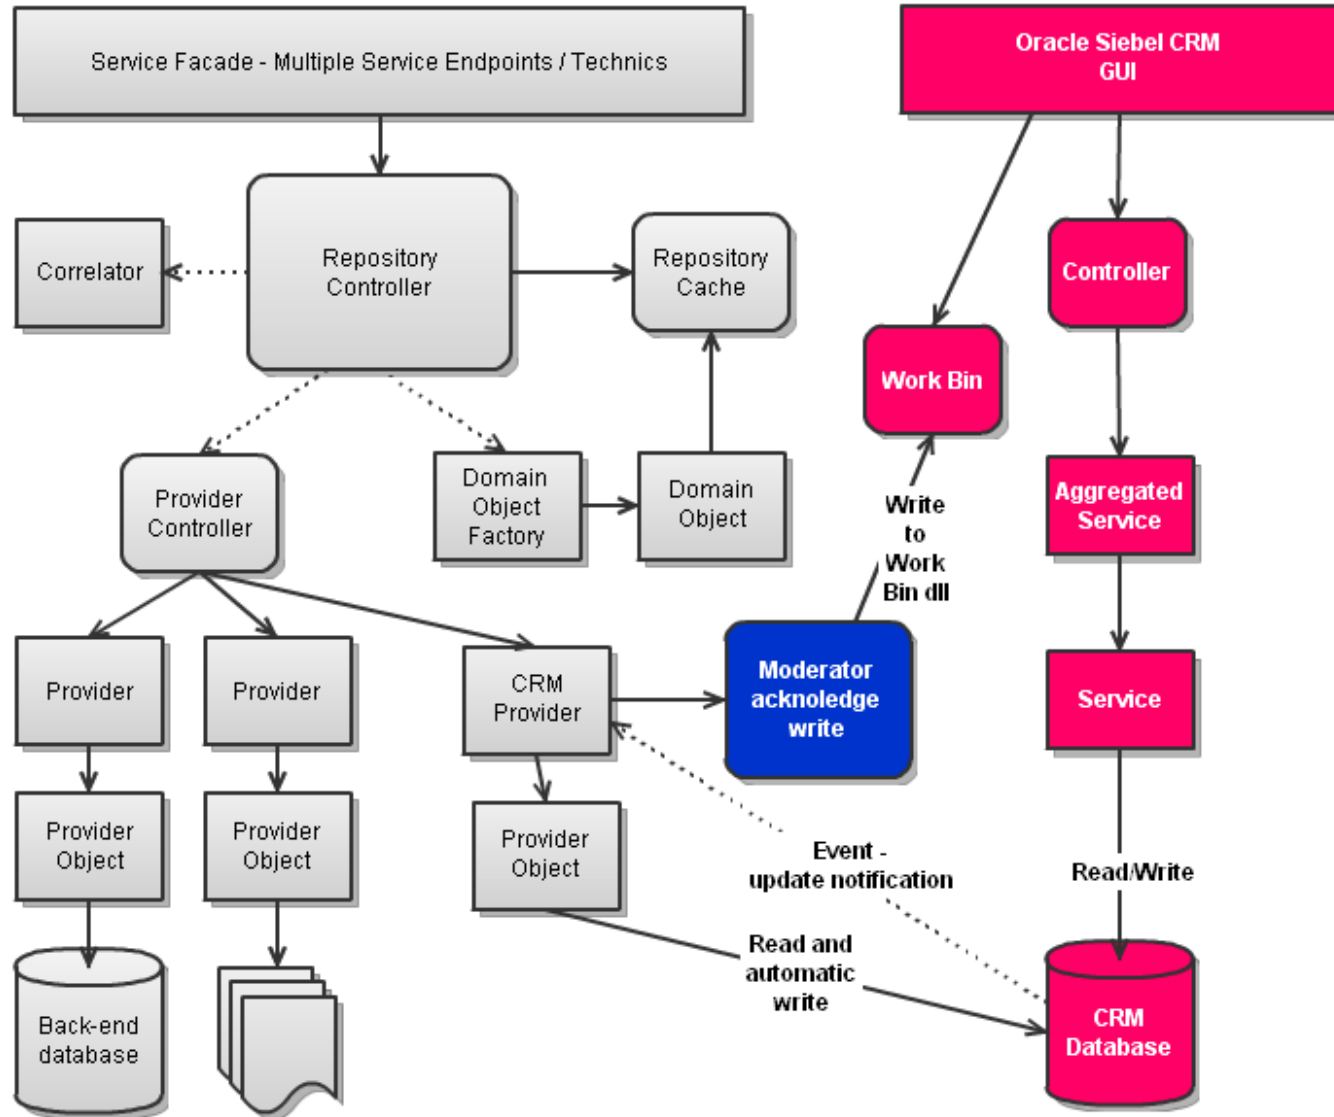 Service Facade - Multiple Service Endpoints / Technics
Oracle Siebel CRM
GUI
Correlator
Repository
Controller
Repository
Cache
Controller
Work Bin
Provider
Controller
Domain
Object
Factory
Domain
Object
Write
to
Work
Bin dll
Aggregated
Service
Provider
Provider
CRM
Provider
Moderator
acknoledge
write
Service
Provider
Object
Provider
Object
Provider
Object
Event -
update notification
Read/Write
Read and
automatic
write
Back-end
database
CRM
Database